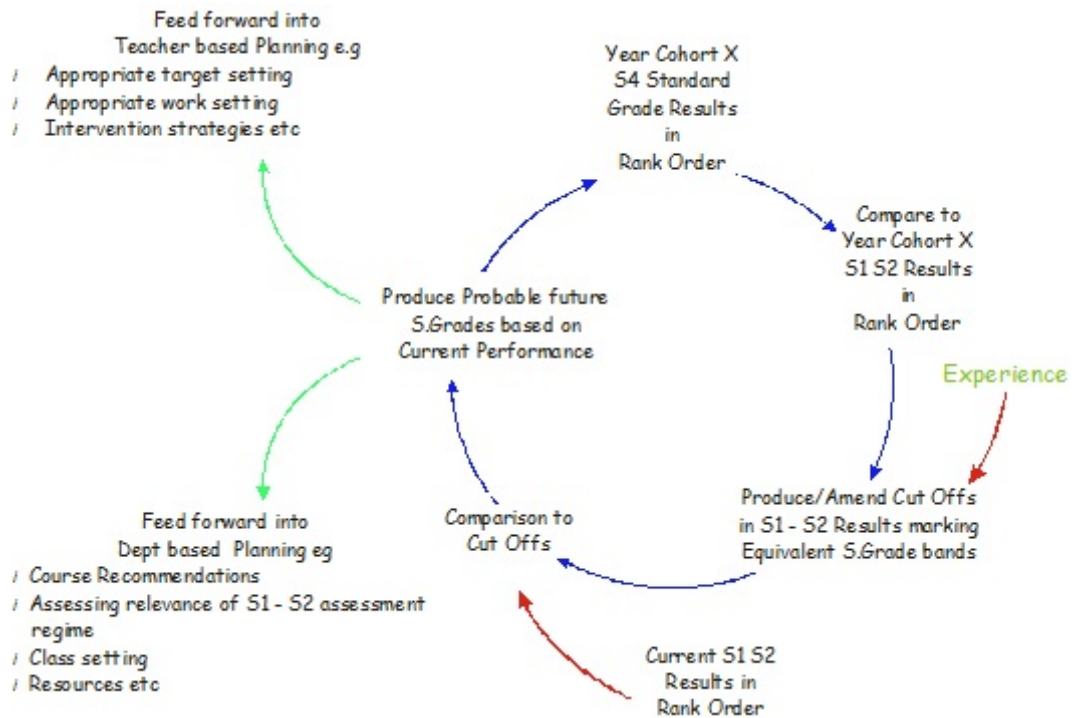 Feed forward into
Teacher based Planning e.g
i Appropriate target setting
i Appropriate work setting
i Intervention strategies etc
Year Cohort X
S4 Standard
Grade Results
in
Rank Order
Compare to
Year Cohort X
S1 S2 Results
in
Rank Order
Experience
Produce/Amend Cut Offs
in S1 - S2 Results marking
Equivalent S.Grade bands
Current S1 S2
Results in
Rank Order
Comparison to
Cut Offs
Produce Probable future
S.Grades based on
Current Performance
Feed forward into
Dept based Planning eg
i Course Recommendations
i Assessing relevance of S1 - S2 assessment
regime
i Class setting
i Resources etc